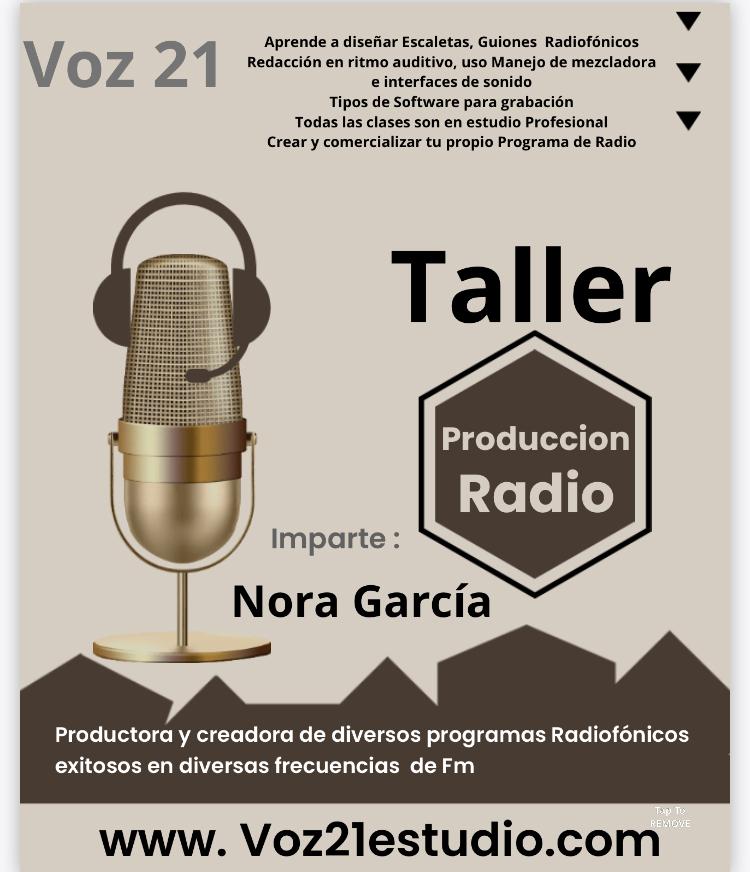 Voz 21
Aprende a diseñar Escaletas, Guiones Radiofónicos
Redacción en ritmo auditivo, uso Manejo de mezcladora
e interfaces de sonido
Tipos de Software para grabación
Todas las clases son en estudio Profesional
Crear y comercializar tu propio Programa de Radio
Taller
Produccion
Radio
Imparte :
Nora García
Productora y creadora de diversos programas Radiofónicos
exitosos en diversas frecuencias de Fm
Tap To
REMOVE
www. Voz21estudio.com